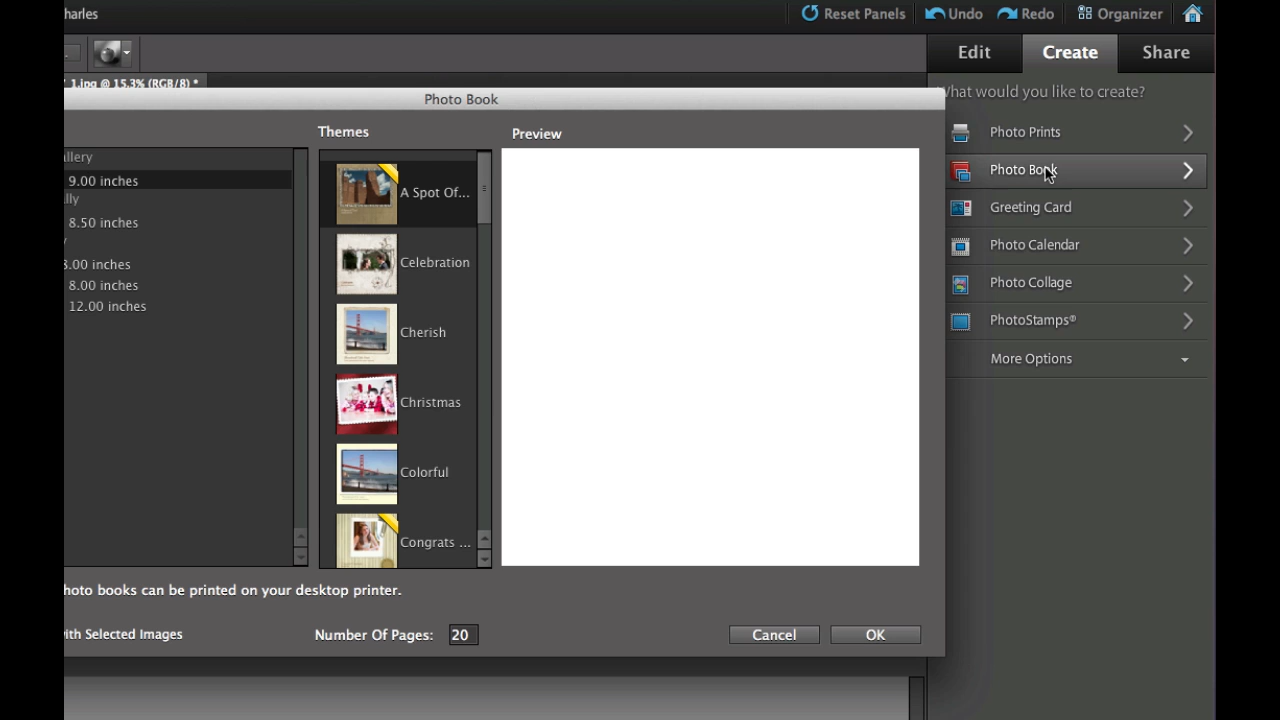 harles
Reset Panels
Undo
Redo
Organizer
Edit
Create
Share
1.jpg @ 15.3% (RGB/8) *
What would you like to create?
Photo Book
Photo Prints
Photo Book
Greeting Card
Photo Calendar
Photo Collage
PhotoStamps®
More Options
allery
9.00 inches
lly
8.50 inches
y
8.00 inches
8.00 inches
12.00 inches
Themes
A Spot Of...
Celebration
Cherish
Christmas
Colorful
Congrats ...
Preview
hoto books can be printed on your desktop printer.
ith Selected Images
Number Of Pages: 20
Cancel
OK